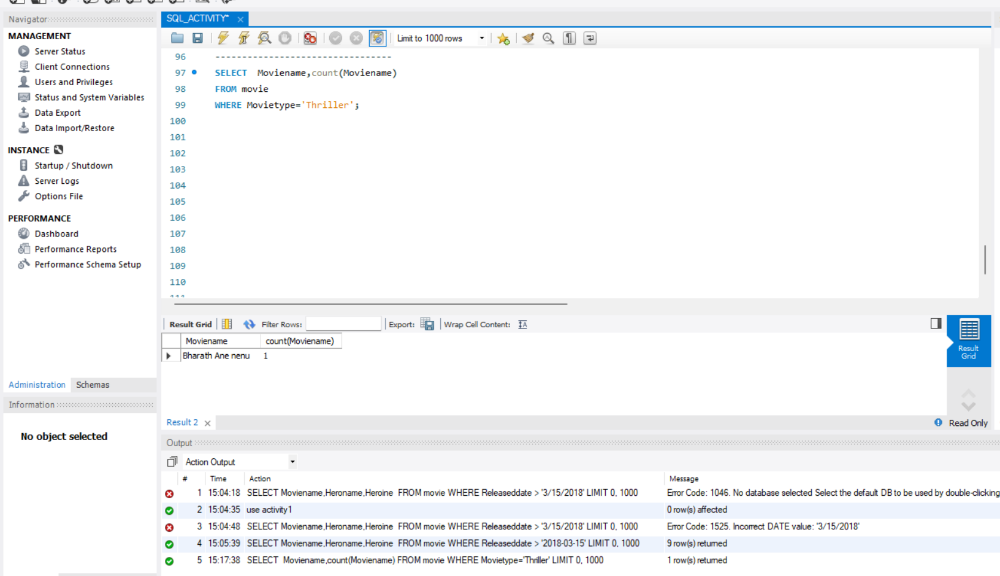 Navigator
SQL_ACTIVITY*
MANAGEMENT
Server Status
Client Connections
Users and Privileges
Status and System Variables
Data Export
Data Import/Restore
INSTANCE
Startup / Shutdown
Server Logs
Options File
PERFORMANCE
Dashboard
Performance Reports
Performance Schema Setup
Administration Schemas
Information
No object selected
Limit to 1000 rows
96 ---------------------------------
97 SELECT  Moviename,count(Moviename)
98 FROM movie
99 WHERE Movietype='Thriller';
100
101
102
103
104
105
106
107
108
109
110
111
Result Grid Filter Rows: Export: Wrap Cell Content:
Moviename count(Moviename)
Bharath Ane nenu 1
Result
Grid
Result 2
Read Only
Output
Action Output
# Time Action Message
1 15:04:18 SELECT Moviename,Heroname,Heroine  FROM movie WHERE Releaseddate > '3/15/2018' LIMIT 0, 1000 Error Code: 1046. No database selected Select the default DB to be used by double-clicking
2 15:04:35 use activity1 0 row(s) affected
3 15:04:48 SELECT Moviename,Heroname,Heroine  FROM movie WHERE Releaseddate > '3/15/2018' LIMIT 0, 1000 Error Code: 1525. Incorrect DATE value: '3/15/2018'
4 15:05:39 SELECT Moviename,Heroname,Heroine  FROM movie WHERE Releaseddate > '2018-03-15' LIMIT 0, 1000 9 row(s) returned
5 15:17:38 SELECT  Moviename,count(Moviename) FROM movie WHERE Movietype='Thriller' LIMIT 0, 1000 1 row(s) returned